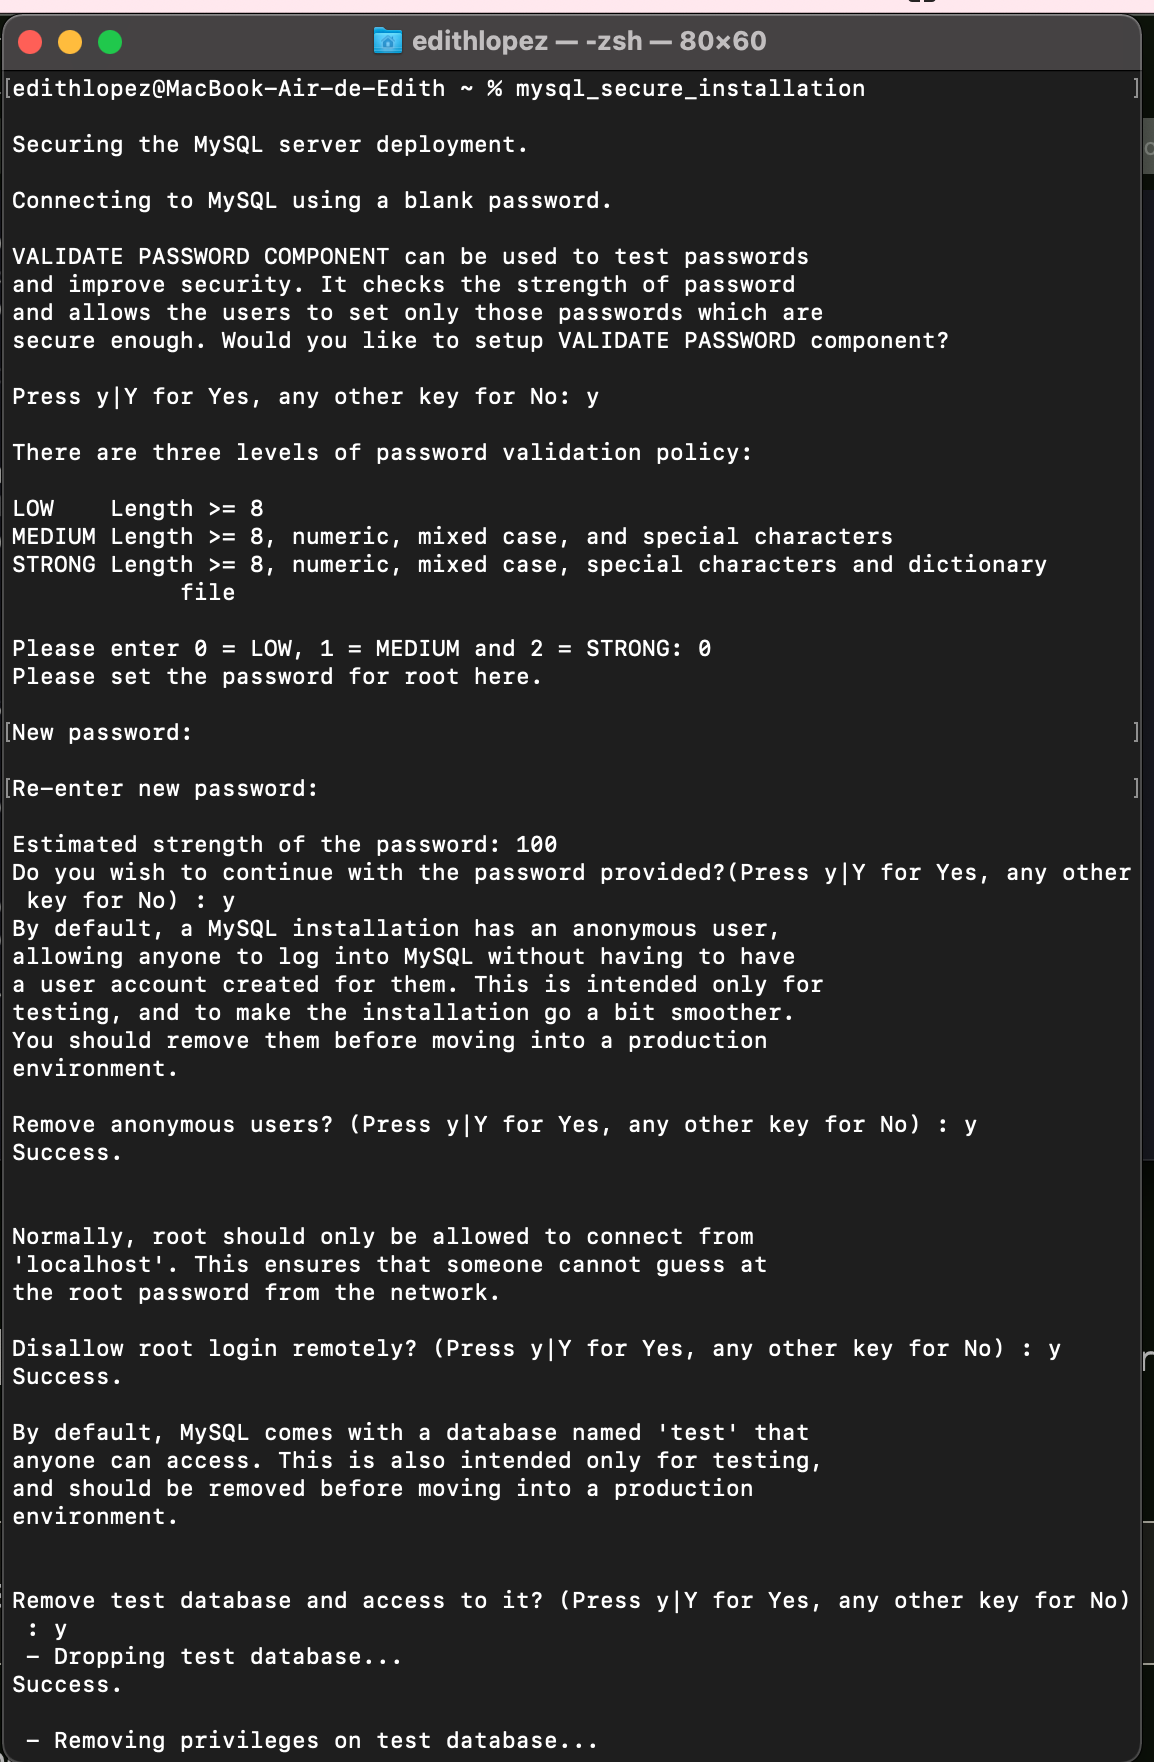 edithlopez — -zsh — 80×60
[edithlopez@MacBook-Air-de-Edith ~ % mysql_secure_installation ]
Securing the MySQL server deployment.
Connecting to MySQL using a blank password.
VALIDATE PASSWORD COMPONENT can be used to test passwords
and improve security. It checks the strength of password
and allows the users to set only those passwords which are
secure enough. Would you like to setup VALIDATE PASSWORD component?
Press y|Y for Yes, any other key for No: y
There are three levels of password validation policy:
LOW    Length >= 8
MEDIUM Length >= 8, numeric, mixed case, and special characters
STRONG Length >= 8, numeric, mixed case, special characters and dictionary
            file
Please enter 0 = LOW, 1 = MEDIUM and 2 = STRONG: 0
Please set the password for root here.
[New password: ]
[Re-enter new password: ]
Estimated strength of the password: 100
Do you wish to continue with the password provided?(Press y|Y for Yes, any other
 key for No) : y
By default, a MySQL installation has an anonymous user,
allowing anyone to log into MySQL without having to have
a user account created for them. This is intended only for
testing, and to make the installation go a bit smoother.
You should remove them before moving into a production
environment.
Remove anonymous users? (Press y|Y for Yes, any other key for No) : y
Success.
Normally, root should only be allowed to connect from
'localhost'. This ensures that someone cannot guess at
the root password from the network.
Disallow root login remotely? (Press y|Y for Yes, any other key for No) : y
Success.
By default, MySQL comes with a database named 'test' that
anyone can access. This is also intended only for testing,
and should be removed before moving into a production
environment.
Remove test database and access to it? (Press y|Y for Yes, any other key for No)
 : y
 - Dropping test database...
Success.
 - Removing privileges on test database...